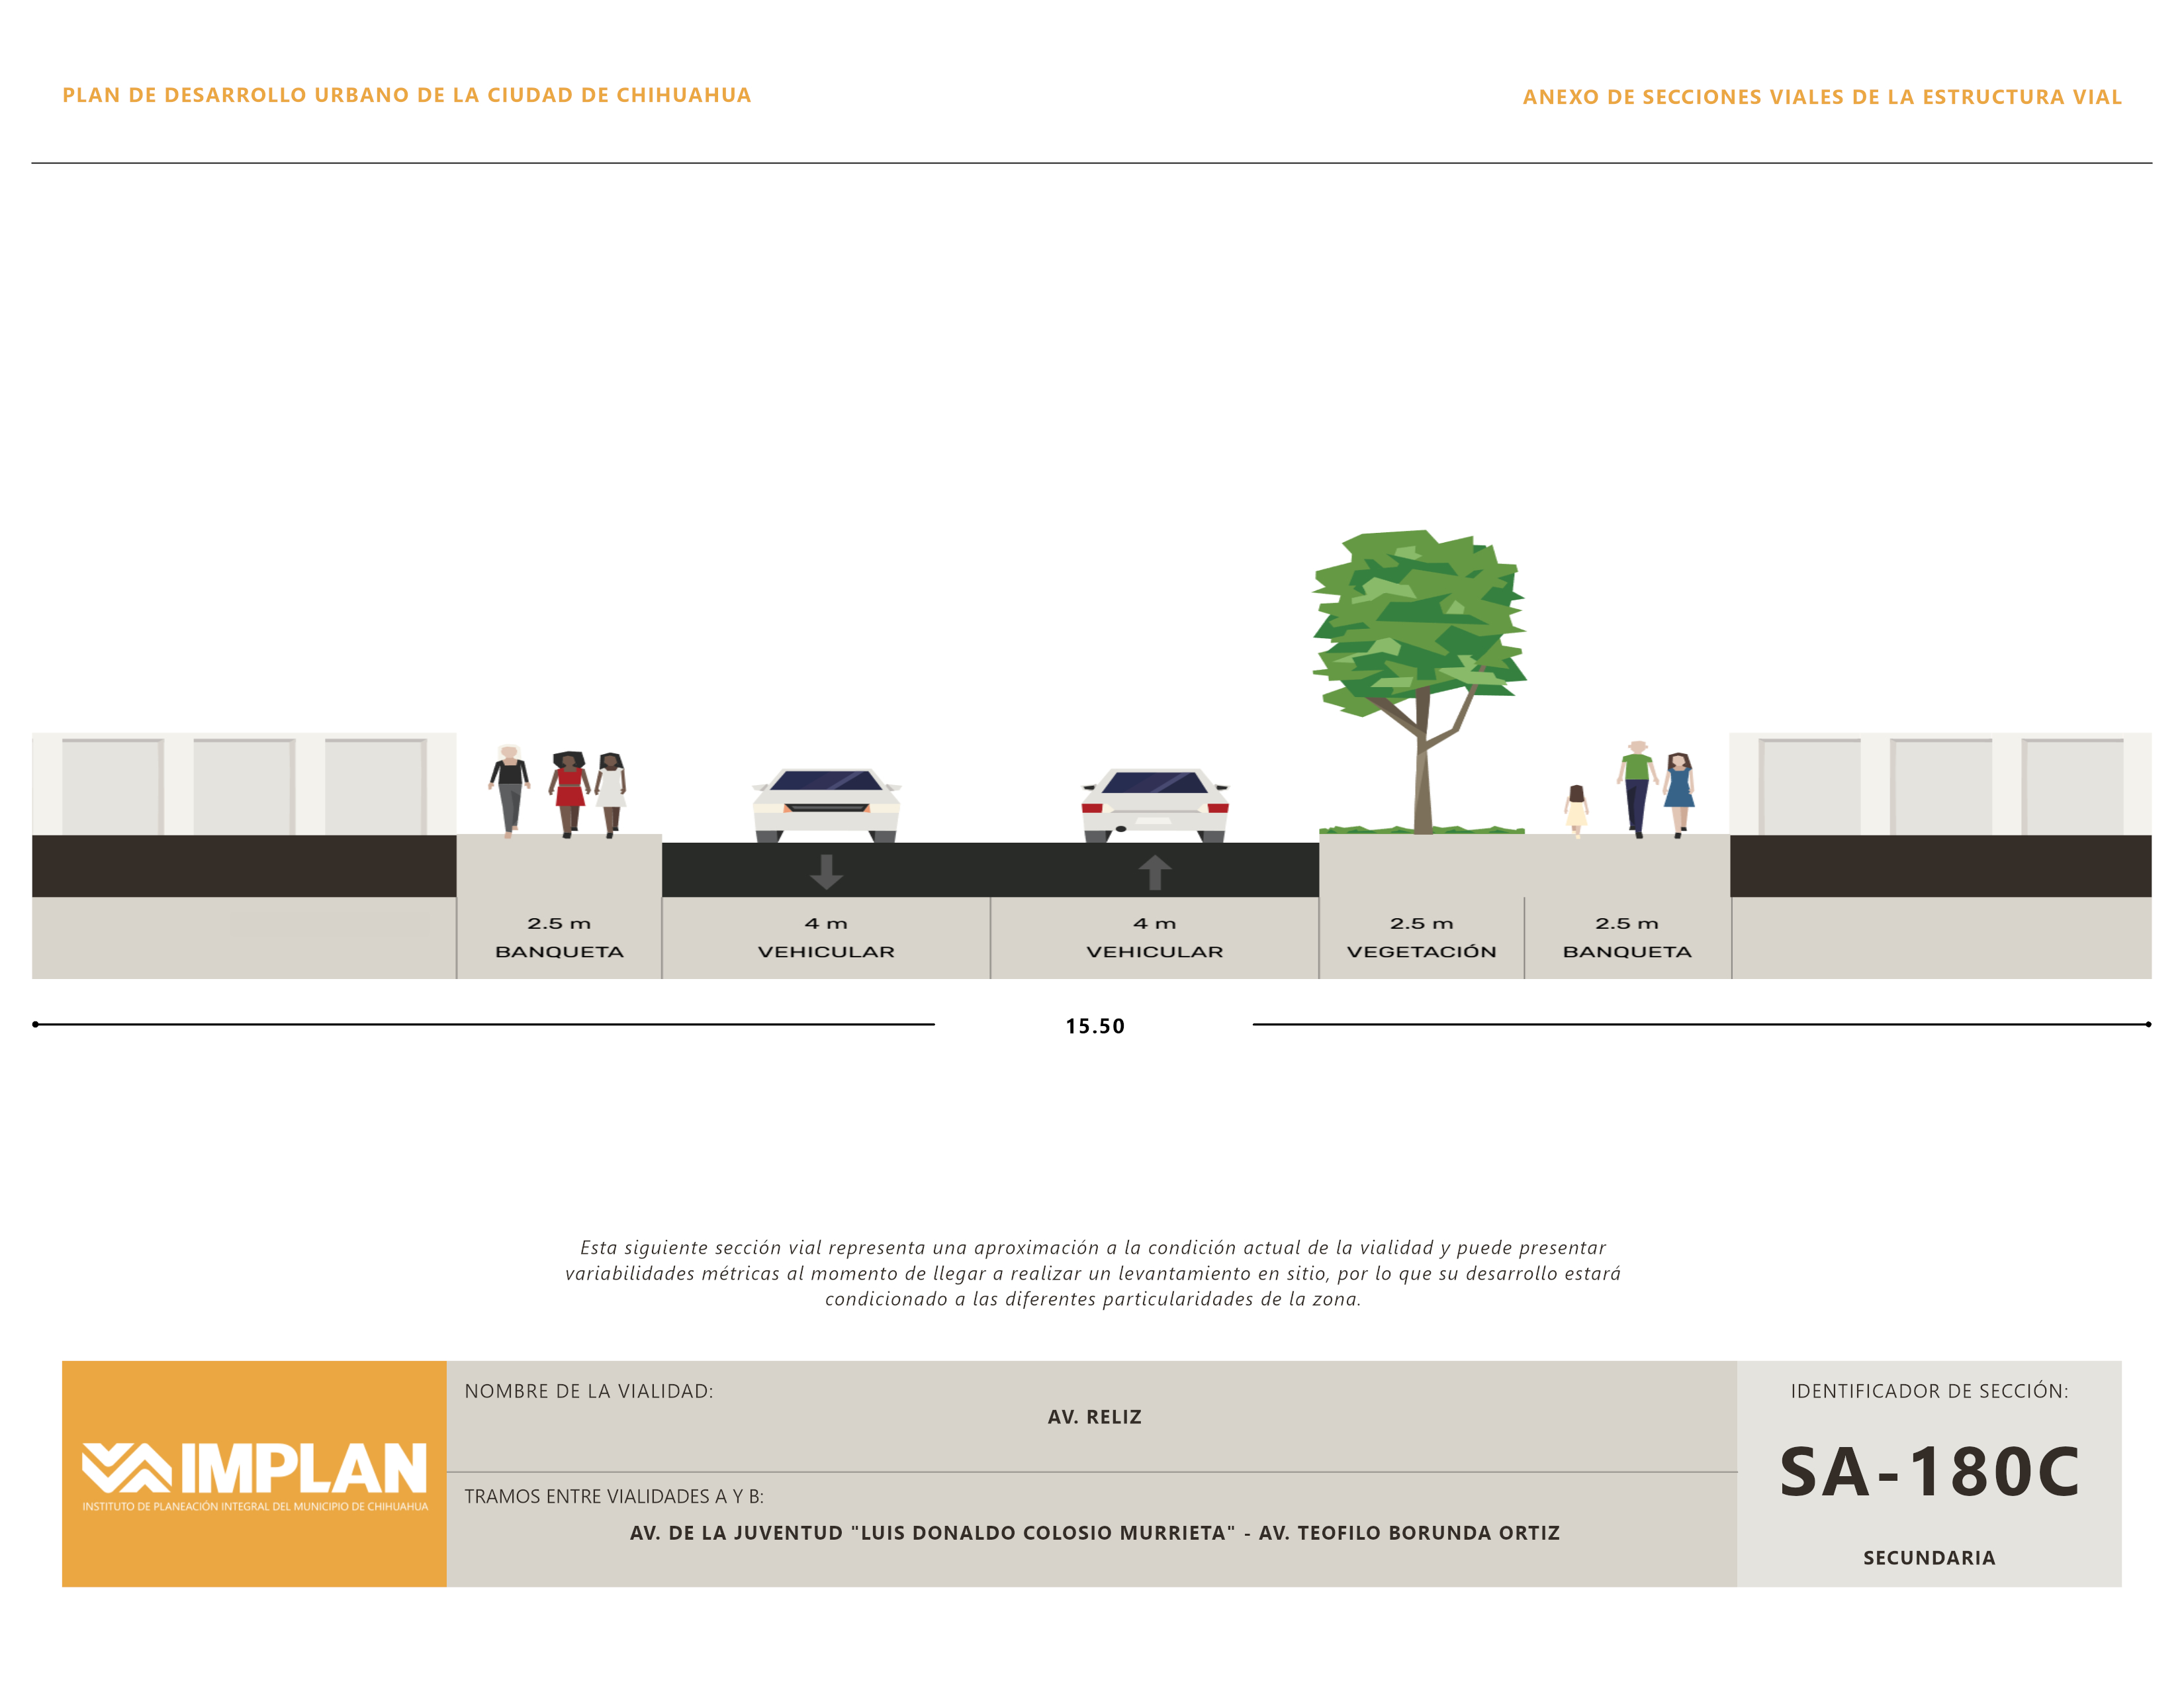 PLAN DE DESARROLLO URBANO DE LA CIUDAD DE CHIHUAHUA
ANEXO DE SECCIONES VIALES DE LA ESTRUCTURA VIAL
2.5 m
BANQUETA
4 m
VEHICULAR
4 m
VEHICULAR
2.5 m
VEGETACIÓN
2.5 m
BANQUETA
15.50
Esta siguiente sección vial representa una aproximación a la condición actual de la vialidad y puede presentar
variabilidades métricas al momento de llegar a realizar un levantamiento en sitio, por lo que su desarrollo estará
condicionado a las diferentes particularidades de la zona.
IMPLAN
INSTITUTO DE PLANEACIÓN INTEGRAL DEL MUNICIPIO DE CHIHUAHUA
NOMBRE DE LA VIALIDAD:
AV. RELIZ
TRAMOS ENTRE VIALIDADES A Y B:
AV. DE LA JUVENTUD "LUIS DONALDO COLOSIO MURRIETA" - AV. TEOFILO BORUNDA ORTIZ
IDENTIFICADOR DE SECCIÓN:
SA-180C
SECUNDARIA